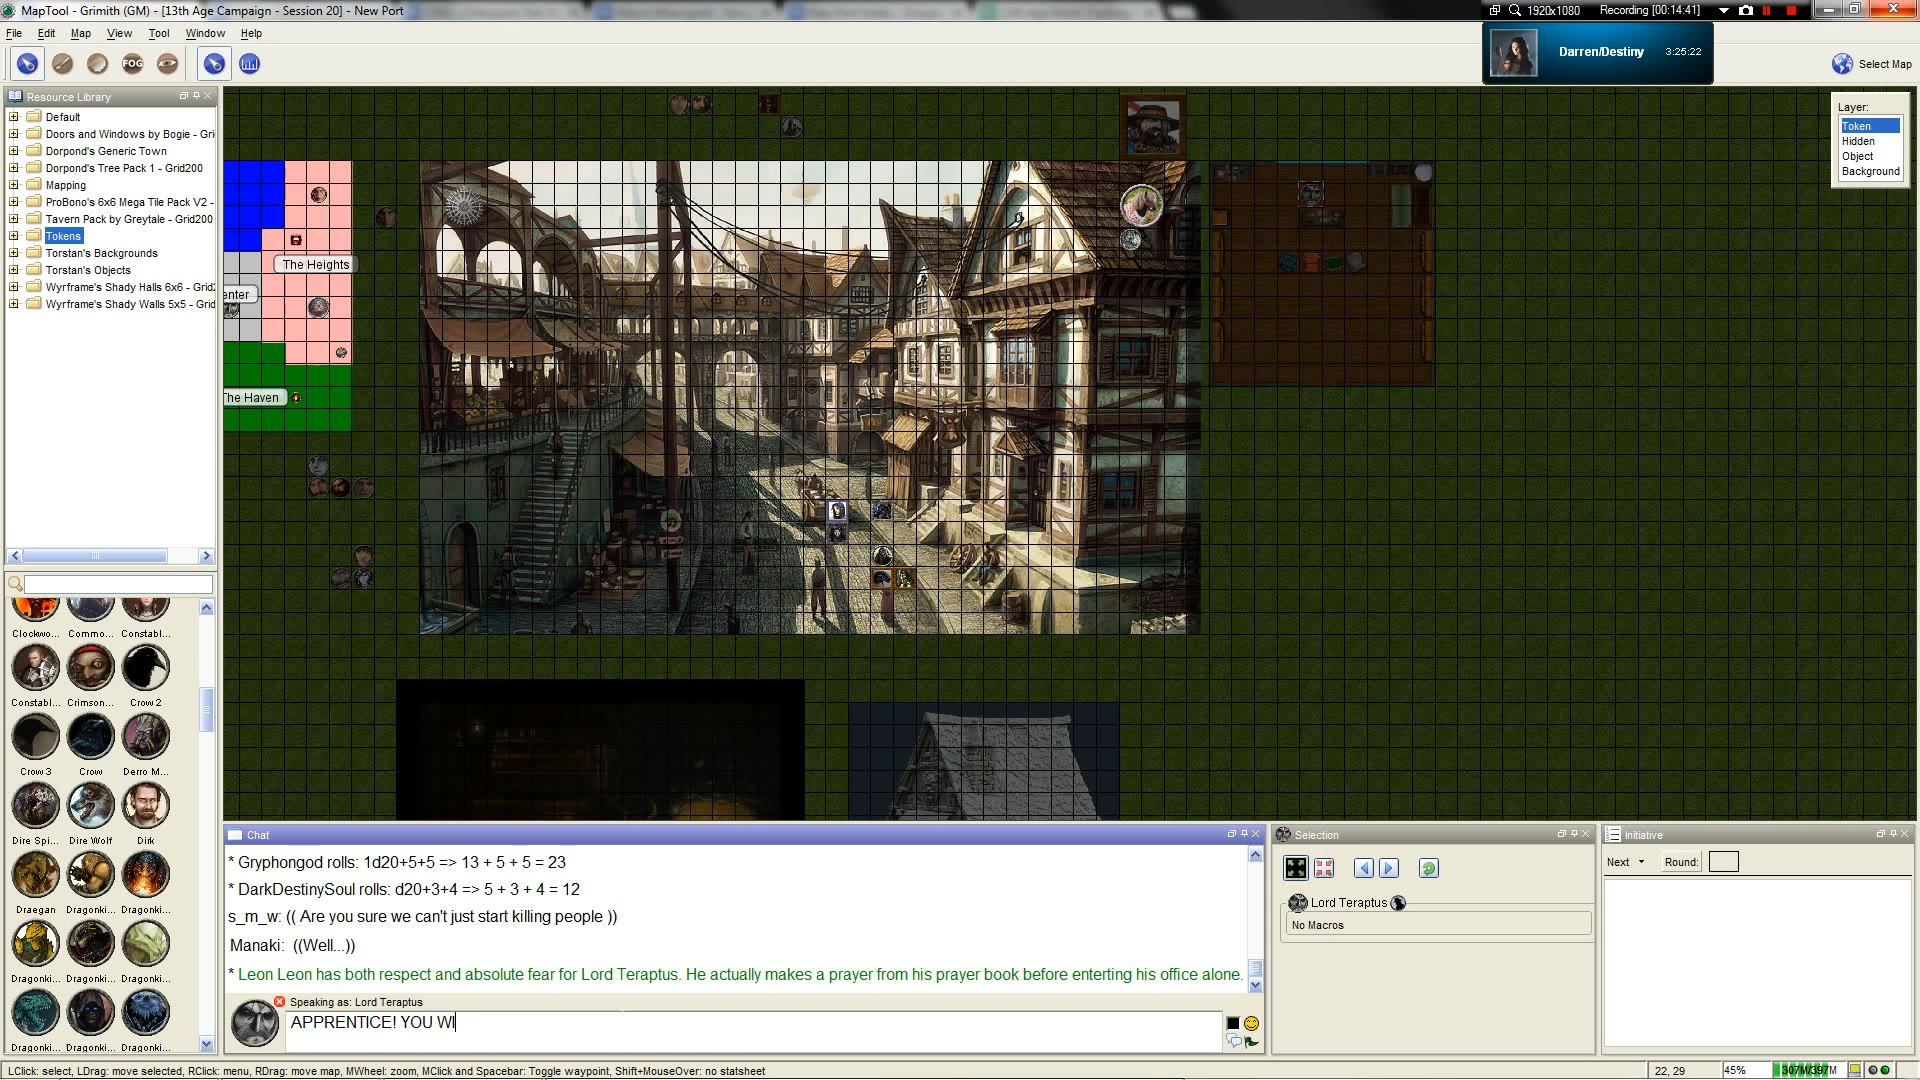 MapTool - Grimith (GM) - [13th Age Campaign - Session 20] - New Port
1920x1080
Recording [00:14:41]
File Edit Map View Tool Window Help
Darren/Destiny 3:25:22
FOG
Select Map
Resource Library
Default
Doors and Windows by Bogie - Gri
Dorpond's Generic Town
Dorpond's Tree Pack 1 - Grid200
Mapping
ProBono's 6x6 Mega Tile Pack V2 -
Tavern Pack by Greytale - Grid200
Tokens
Torstan's Backgrounds
Torstan's Objects
Wyrframe's Shady Halls 6x6 - Grid2
Wyrframe's Shady Walls 5x5 - Grid
Layer:
Token
Hidden
Object
Background
The Heights
enter
The Haven
Clockwo... Commo... Constabl...
Constabl... Crimson... Crow 2
Crow 3 Crow Derro M...
Dire Spi... Dire Wolf Dirk
Draegan Dragonki... Dragonki...
Dragonki... Dragonki... Dragonki...
Dragonki... Dragonki... Dragonki...
Chat
* Gryphongod rolls: 1d20+5+5 => 13 + 5 + 5 = 23
* DarkDestinySoul rolls: d20+3+4 => 5 + 3 + 4 = 12
s_m_w: (( Are you sure we can't just start killing people ))
Manaki: ((Well...))
* Leon Leon has both respect and absolute fear for Lord Teraptus. He actually makes a prayer from his prayer book before enterting his office alone.
Speaking as: Lord Teraptus
APPRENTICE! YOU WI
Selection
Lord Teraptus
No Macros
Initiative
Next
Round:
LClick: select, LDrag: move selected, RClick: menu, RDrag: move map, MWheel: zoom, MClick and Spacebar: Toggle waypoint, Shift+MouseOver: no statsheet
22, 29
45%
307M/397M